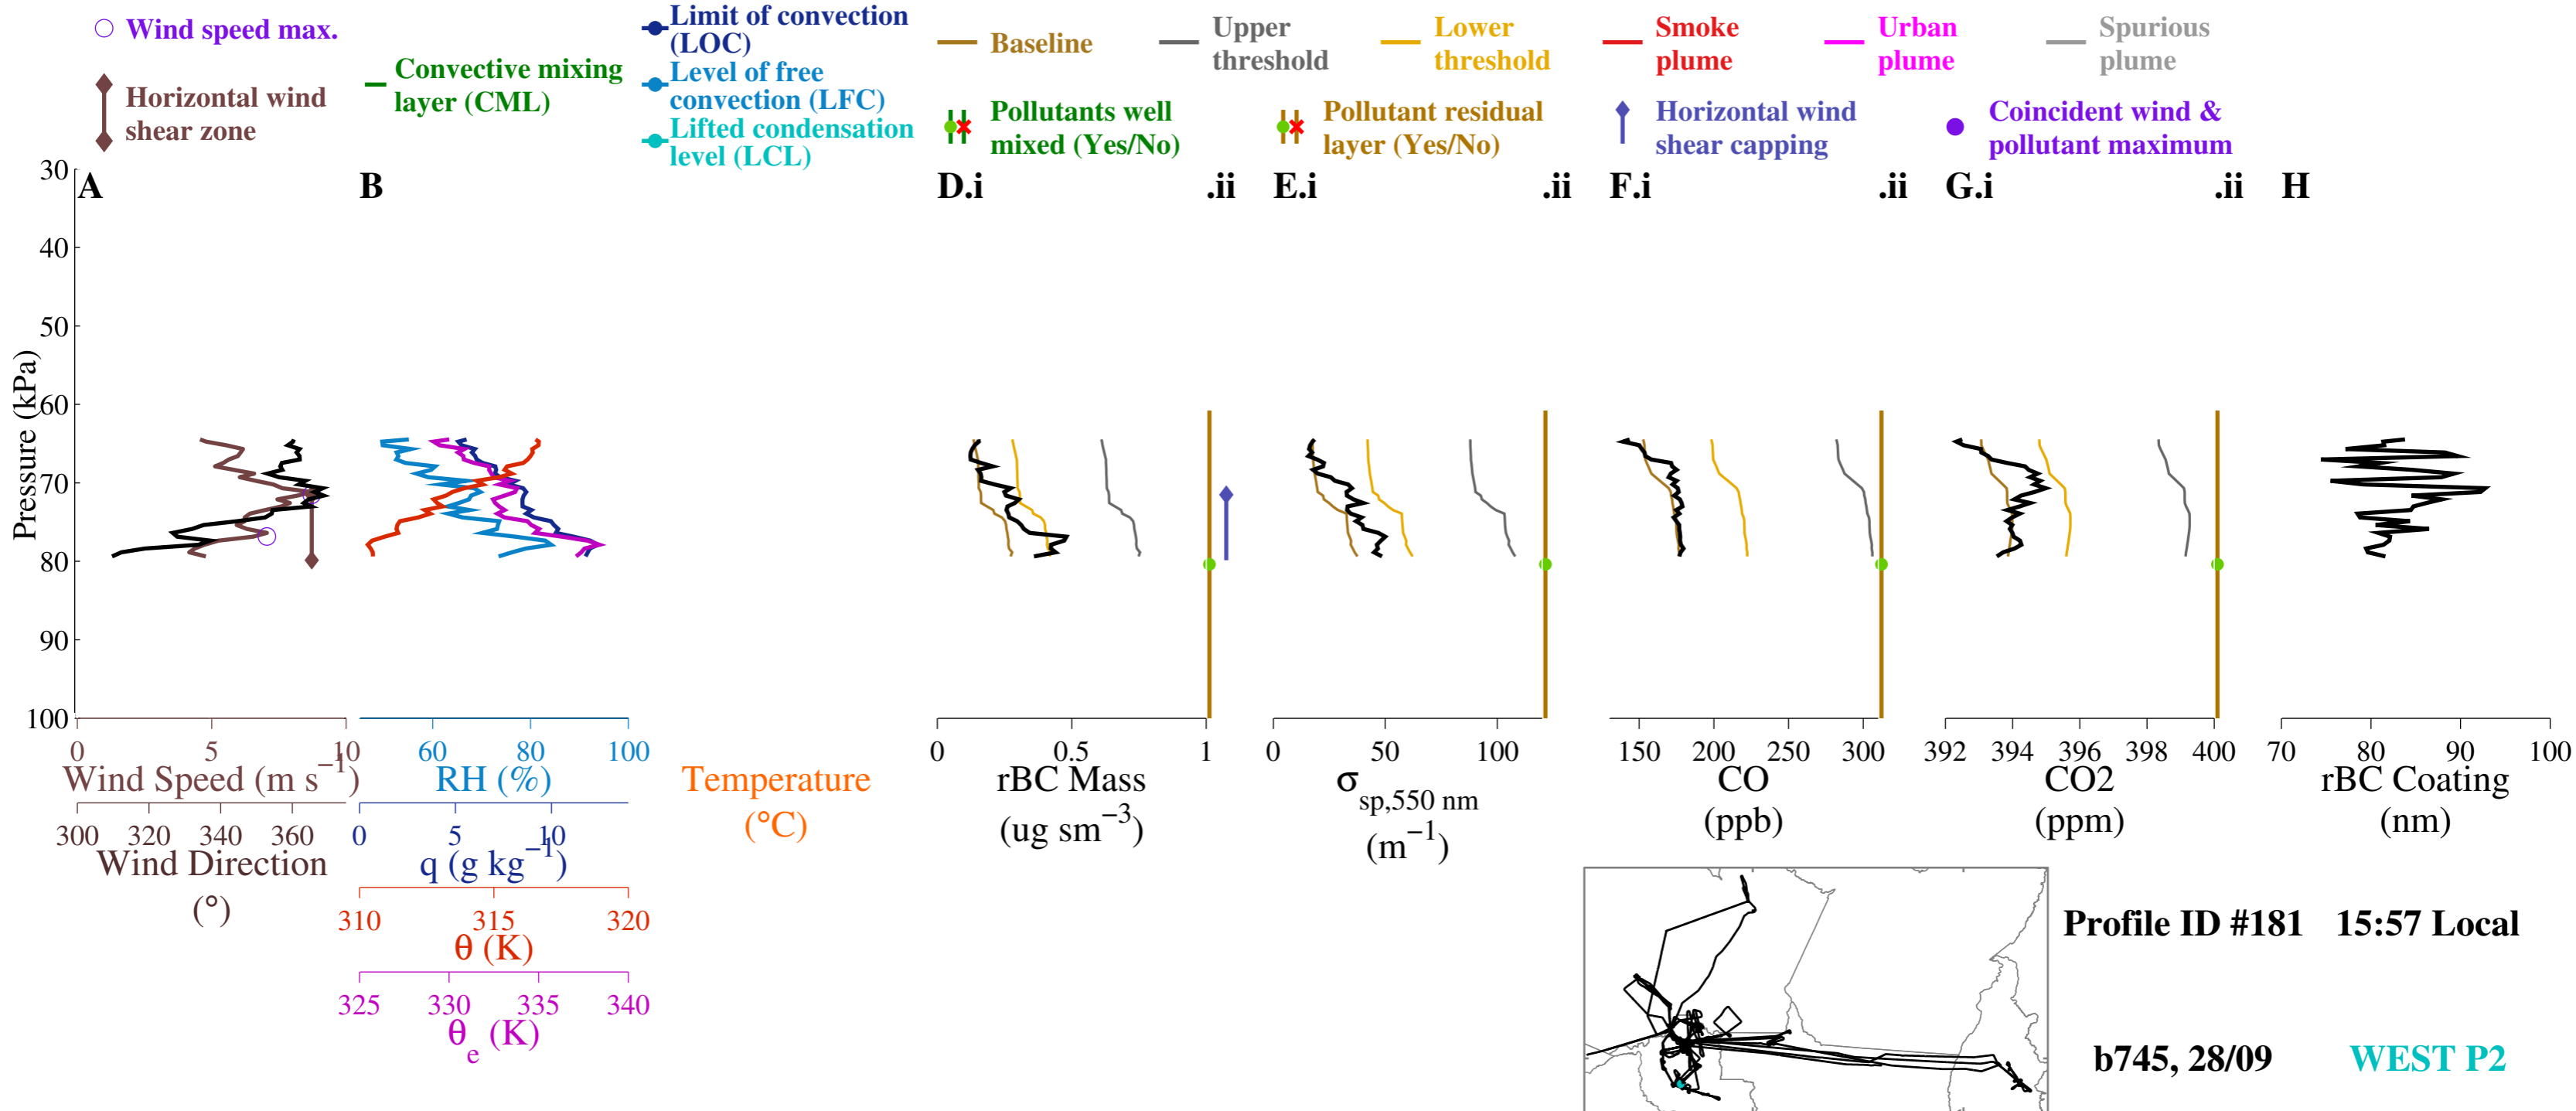 Wind speed max.
Horizontal wind
shear zone
Convective mixing
layer (CML)
Limit of convection
(LOC)
Level of free
convection (LFC)
Lifted condensation
level (LCL)
Baseline
Upper
threshold
Lower
threshold
Smoke
plume
Urban
plume
Spurious
plume
Pollutants well
mixed (Yes/No)
Pollutant residual
layer (Yes/No)
Horizontal wind
shear capping
Coincident wind &
pollutant maximum
A B D.i .ii E.i .ii F.i .ii G.i .ii H
Pressure (kPa)
30
40
50
60
70
80
90
100
0 5 10
Wind Speed (m s−1)
300 320 340 360
Wind Direction
(°)
60 80 100
RH (%)
0 5 10
q (g kg−1)
310 315 320
θ (K)
325 330 335 340
θe (K)
Temperature
(°C)
0 0.5 1
rBC Mass
(ug sm−3)
0 50 100
σsp,550 nm
(m−1)
150 200 250 300
CO
(ppb)
392 394 396 398 400
CO2
(ppm)
70 80 90 100
rBC Coating
(nm)
Profile ID #181 15:57 Local
b745, 28/09 WEST P2